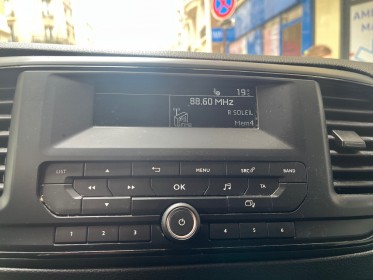 19
88.60 MHz
R SOLEIL
Mem4
LIST
MENU
SRC
BAND
OK
TA
1 2 3 4 5 6